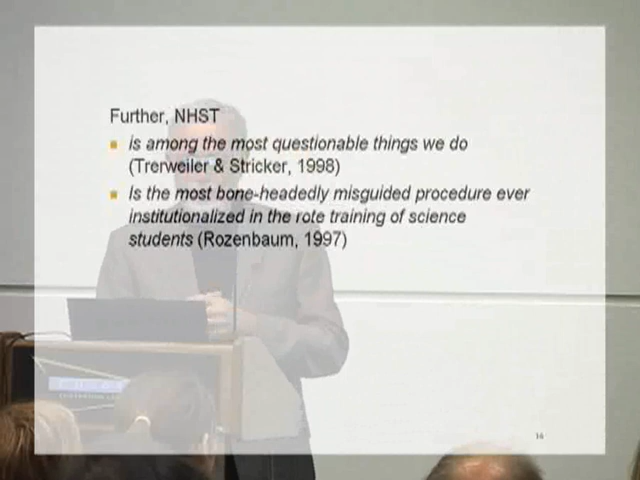 Further, NHST
is among the most questionable things we do
(Trerweiler & Stricker, 1998)
Is the most bone-headedly misguided procedure ever
institutionalized in the rote training of science
students (Rozenbaum, 1997)
16